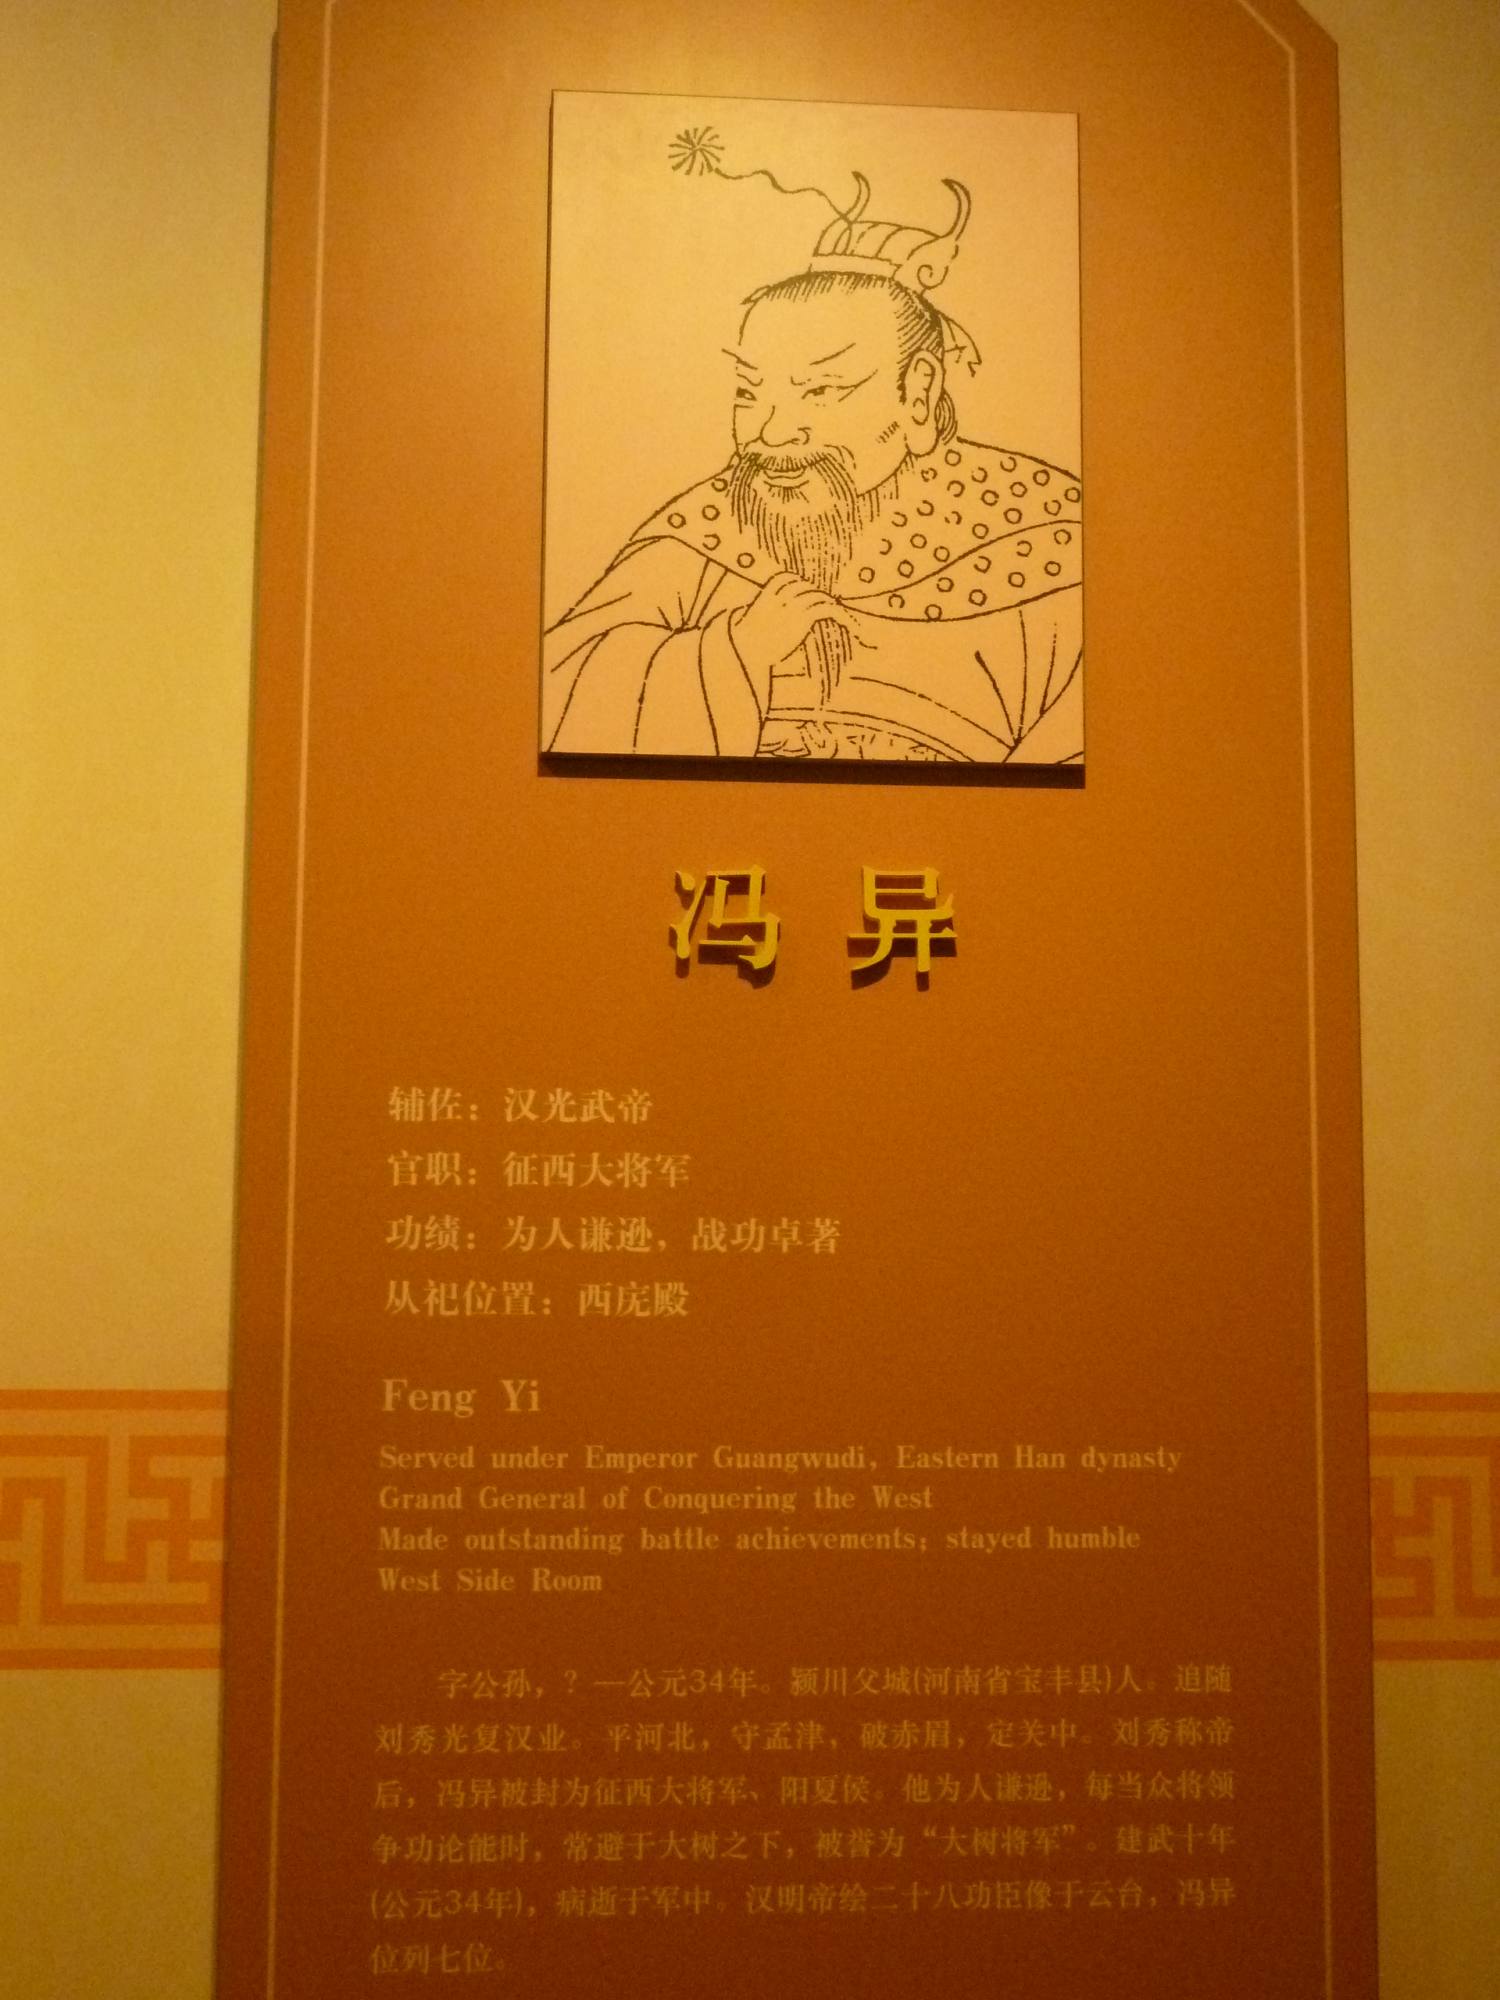 冯异
辅佐：汉光武帝
官职：征西大将军
功绩：为人谦逊，战功卓著
从祀位置：西庑殿
Feng Yi
Served under Emperor Guangwudi, Eastern Han dynasty
Grand General of Conquering the West
Made outstanding battle achievements; stayed humble
West Side Room
字公孙，？—公元34年。颍川父城(河南省宝丰县)人。追随
刘秀光复汉业。平河北，守孟津，破赤眉，定关中。刘秀称帝
后，冯异被封为征西大将军、阳夏侯。他为人谦逊，每当众将领
争功论能时，常避于大树之下，被誉为“大树将军”。建武十年
(公元34年)，病逝于军中。汉明帝绘二十八功臣像于云台，冯异
位列七位。